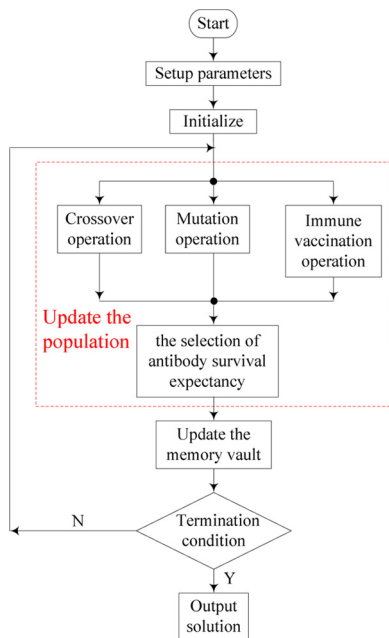 Start
Setup parameters
Initialize
Crossover
operation
Mutation
operation
Immune
vaccination
operation
Update the
population
the selection of
antibody survival
expectancy
Update the
memory vault
Termination
condition
N
Y
Output
solution